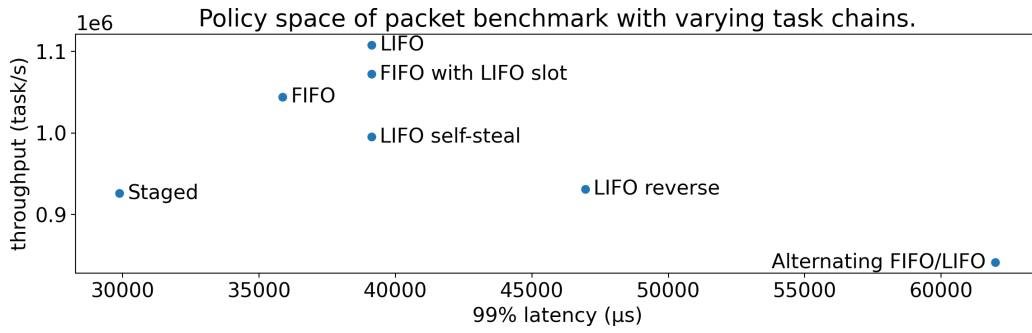 Policy space of packet benchmark with varying task chains.
1e6
1.1
1.0
0.9
throughput (task/s)
LIFO
FIFO with LIFO slot
FIFO
LIFO self-steal
Staged
LIFO reverse
Alternating FIFO/LIFO
30000 35000 40000 45000 50000 55000 60000
99% latency (μs)